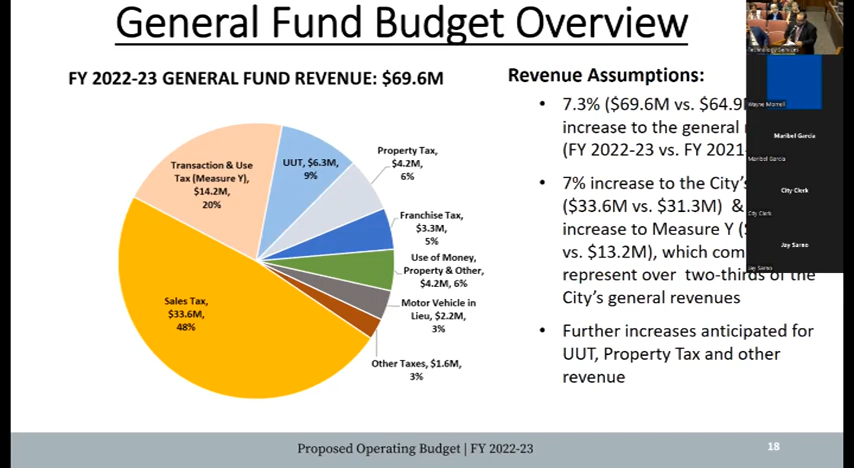 General Fund Budget Overview
FY 2022-23 GENERAL FUND REVENUE: $69.6M
Transaction & Use
Tax (Measure Y),
$14.2M,
20%
UUT, $6.3M,
9%
Property Tax,
$4.2M,
6%
Franchise Tax,
$3.3M,
5%
Use of Money,
Property & Other,
$4.2M, 6%
Motor Vehicle in
Lieu, $2.2M,
3%
Other Taxes, $1.6M,
3%
Sales Tax,
$33.6M,
48%
Revenue Assumptions:
• 7.3% ($69.6M vs. $64.9
increase to the general
(FY 2022-23 vs. FY 2021-
• 7% increase to the City's
($33.6M vs. $31.3M) &
increase to Measure Y (
vs. $13.2M), which com
represent over two-thirds of the
City's general revenues
• Further increases anticipated for
UUT, Property Tax and other
revenue
Technology Services
Wayne Morrell
Maribel Garcia
Maribel Garcia
City Clerk
City Clerk
Jay Sarno
Jay Sarno
Proposed Operating Budget | FY 2022-23
18